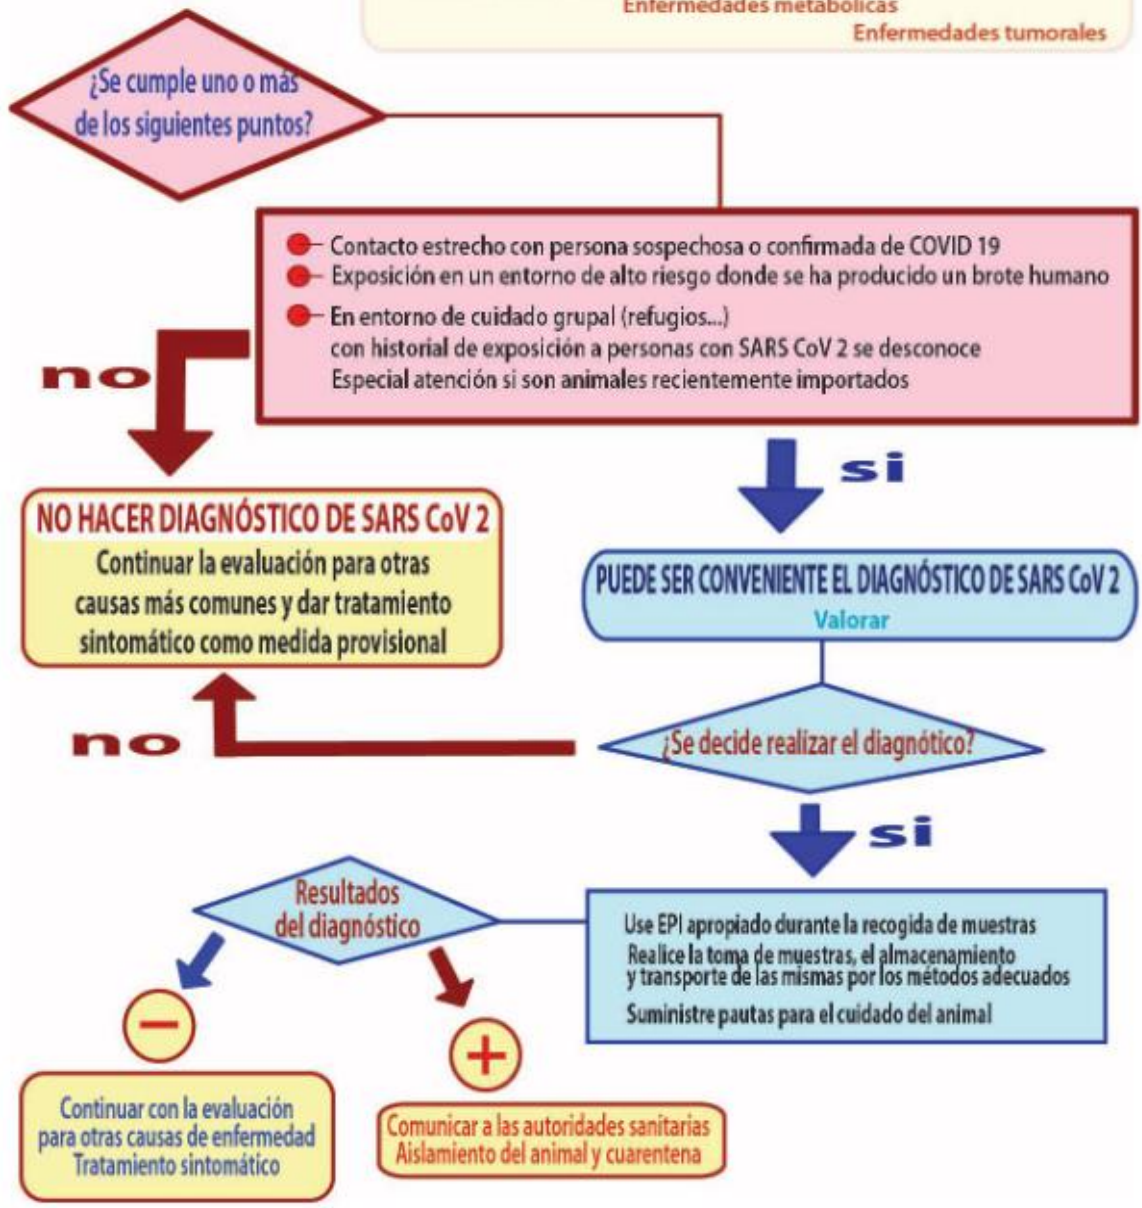 Enfermedades metabólicas
Enfermedades tumorales
¿Se cumple uno o más
de los siguientes puntos?
Contacto estrecho con persona sospechosa o confirmada de COVID 19
Exposición en un entorno de alto riesgo donde se ha producido un brote humano
En entorno de cuidado grupal (refugios...)
con historial de exposición a personas con SARS CoV 2 se desconoce
Especial atención si son animales recientemente importados
no
si
NO HACER DIAGNÓSTICO DE SARS CoV 2
Continuar la evaluación para otras
causas más comunes y dar tratamiento
sintomático como medida provisional
PUEDE SER CONVENIENTE EL DIAGNÓSTICO DE SARS CoV 2
Valorar
no
¿Se decide realizar el diagnótico?
si
Resultados
del diagnóstico
Use EPI apropiado durante la recogida de muestras
Realice la toma de muestras, el almacenamiento
y transporte de las mismas por los métodos adecuados
Suministre pautas para el cuidado del animal
−
+
Continuar con la evaluación
para otras causas de enfermedad
Tratamiento sintomático
Comunicar a las autoridades sanitarias
Aislamiento del animal y cuarentena